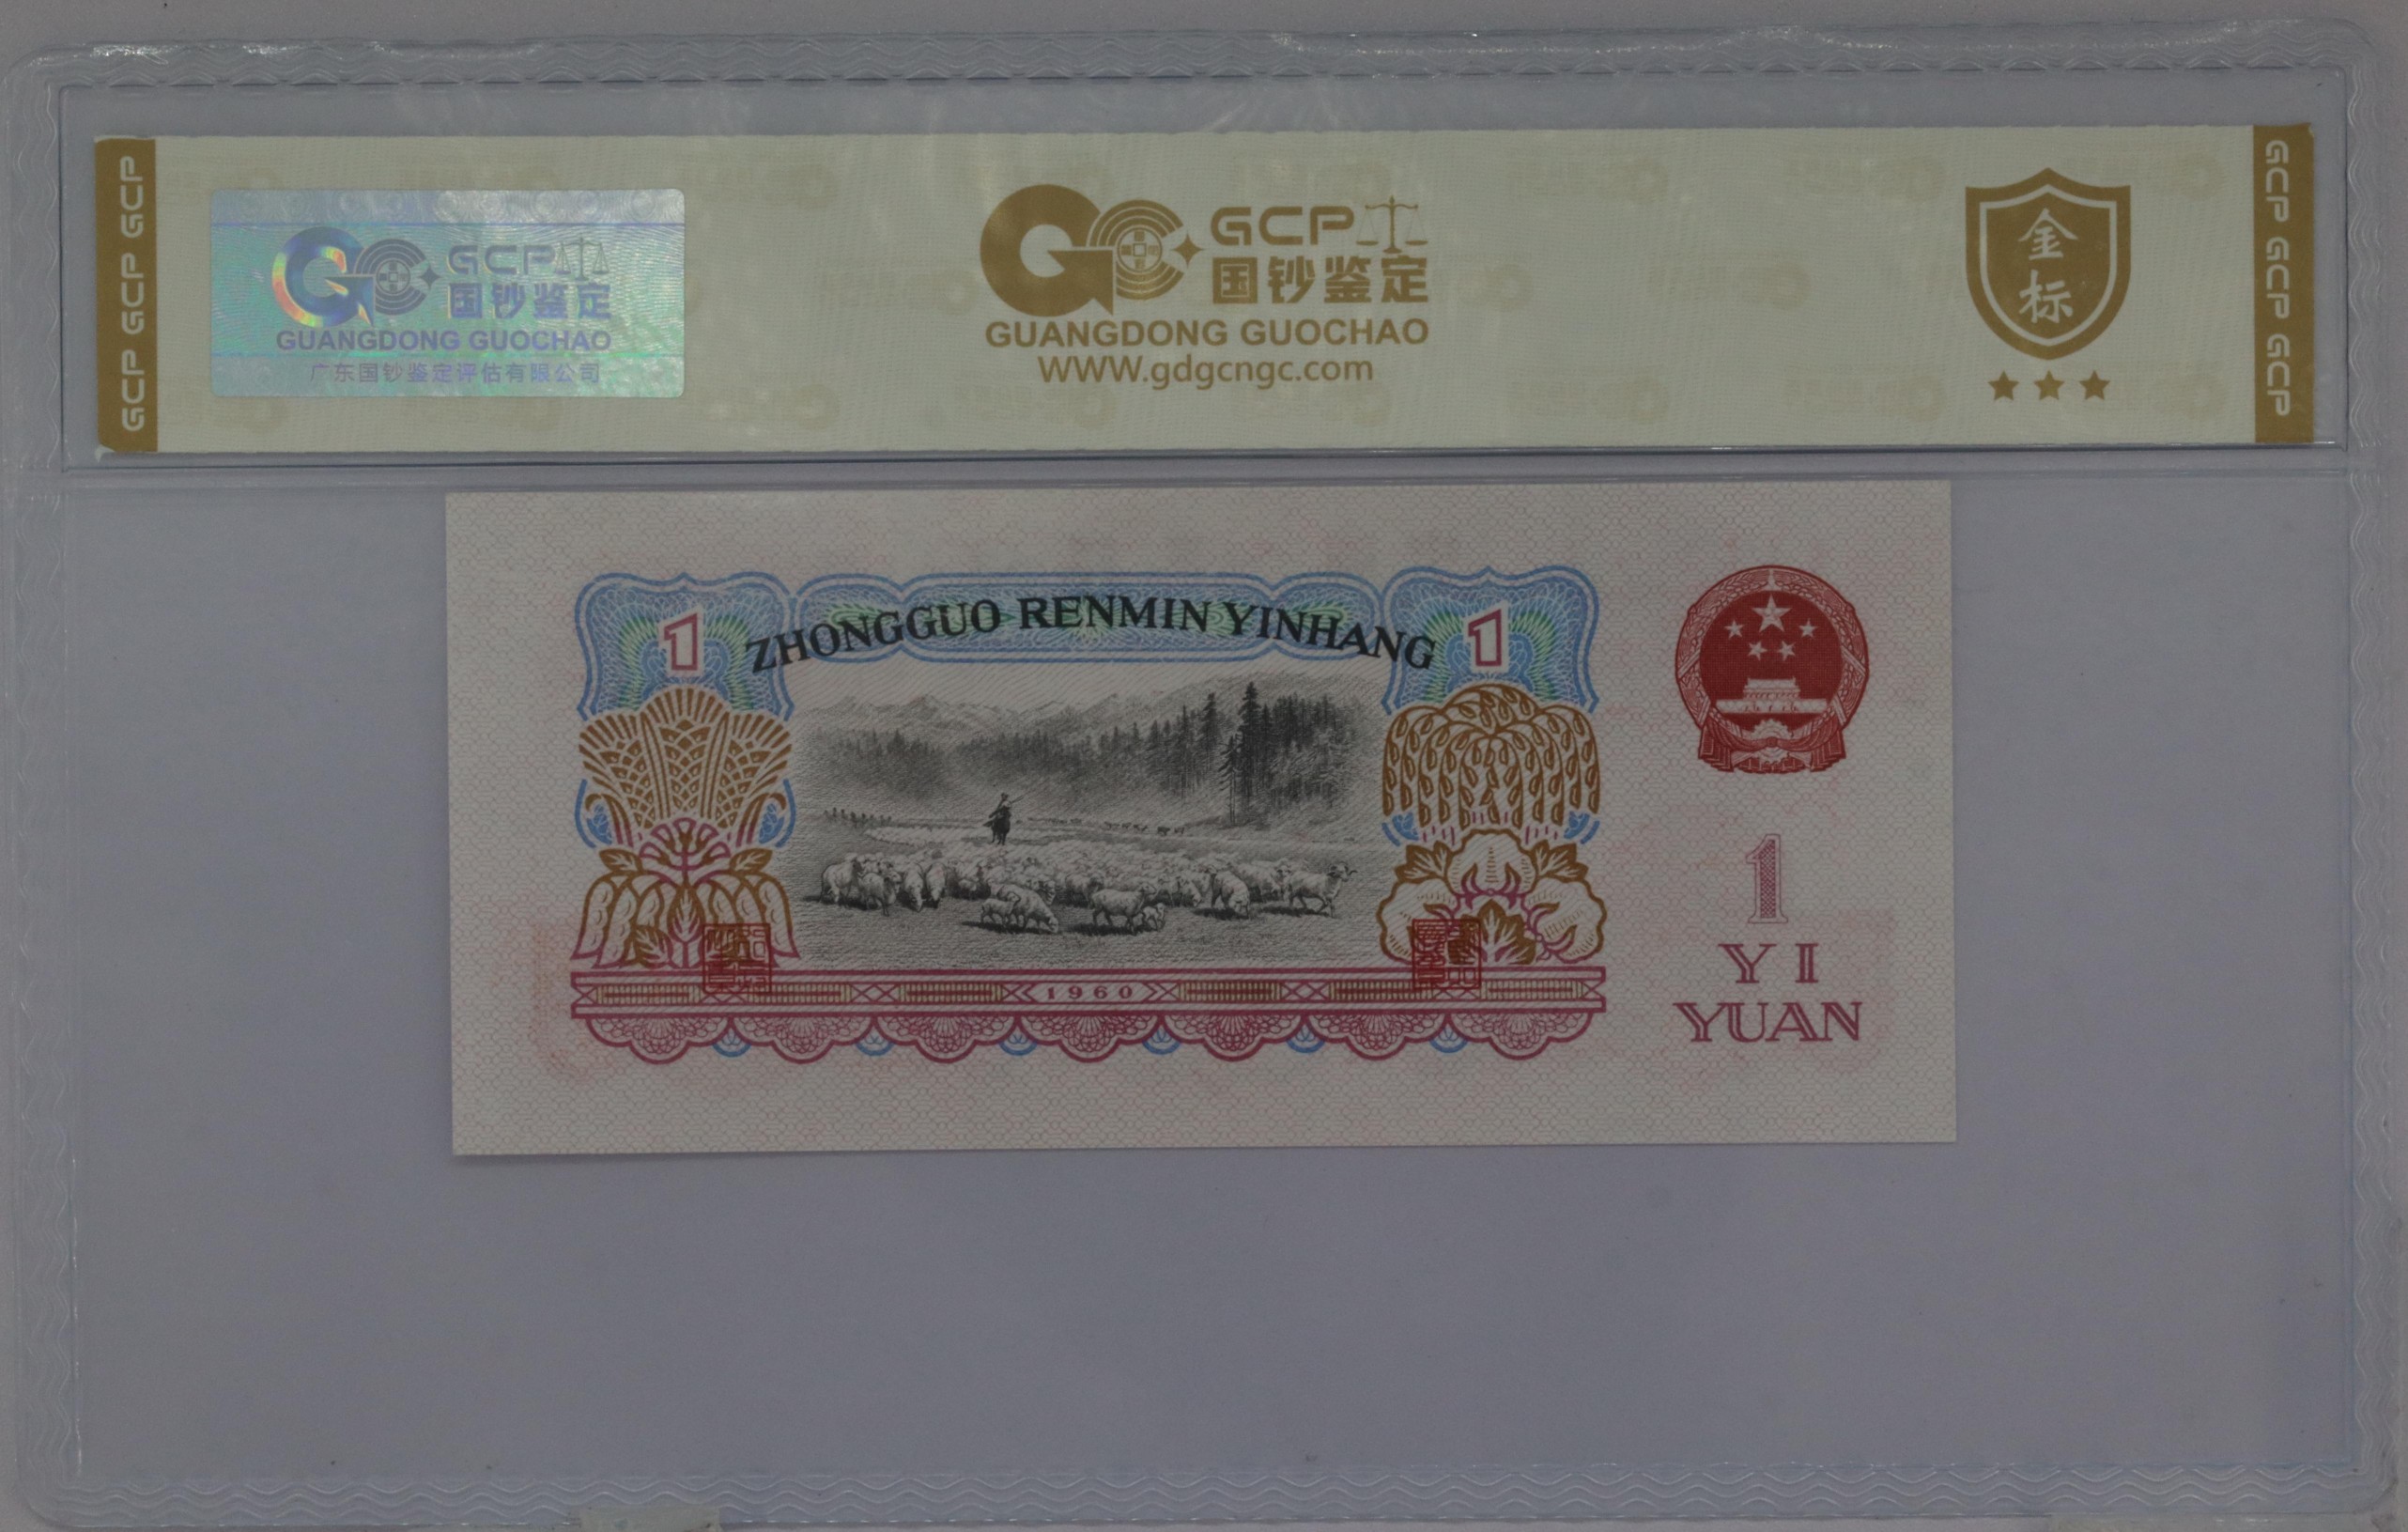 GCP GCP GCP
GCP
国钞鉴定
GUANGDONG GUOCHAO
广东国钞鉴定评估有限公司
GCP
国钞鉴定
GUANGDONG GUOCHAO
WWW.gdgcngc.com
金
标
GCP GCP GCP
1
ZHONGGUO RENMIN YINHANG
1
1960
1
YI
YUAN